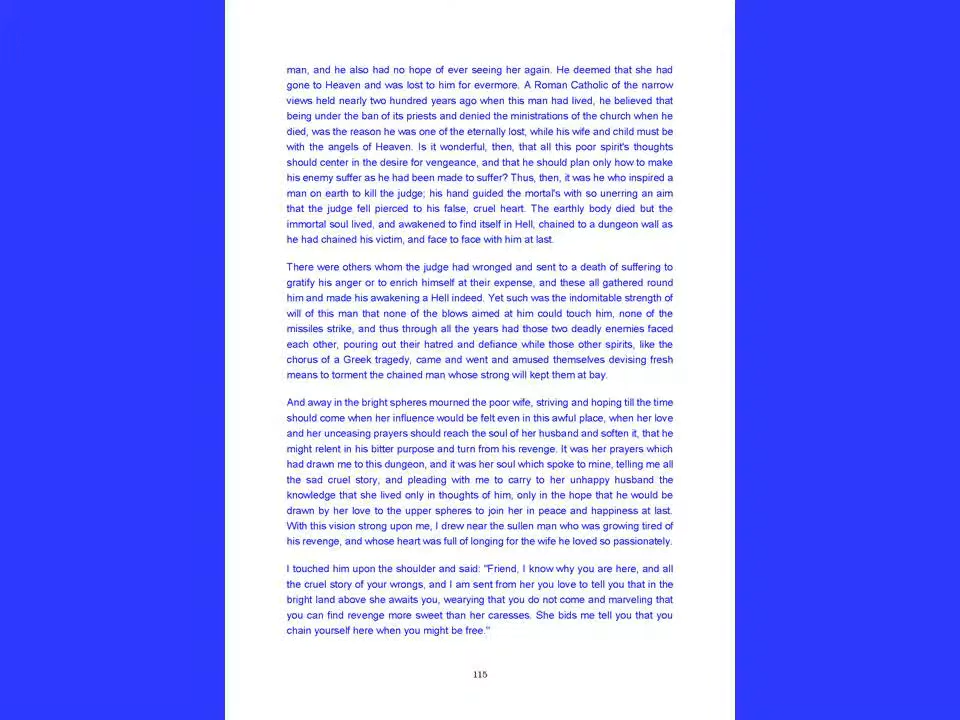 man, and he also had no hope of ever seeing her again. He deemed that she had
gone to Heaven and was lost to him for evermore. A Roman Catholic of the narrow
views held nearly two hundred years ago when this man had lived, he believed that
being under the ban of its priests and denied the ministrations of the church when he
died, was the reason he was one of the eternally lost, while his wife and child must be
with the angels of Heaven. Is it wonderful, then, that all this poor spirit's thoughts
should center in the desire for vengeance, and that he should plan only how to make
his enemy suffer as he had been made to suffer? Thus, then, it was he who inspired a
man on earth to kill the judge; his hand guided the mortal's with so unerring an aim
that the judge fell pierced to his false, cruel heart. The earthly body died but the
immortal soul lived, and awakened to find itself in Hell, chained to a dungeon wall as
he had chained his victim, and face to face with him at last.
There were others whom the judge had wronged and sent to a death of suffering to
gratify his anger or to enrich himself at their expense, and these all gathered round
him and made his awakening a Hell indeed. Yet such was the indomitable strength of
will of this man that none of the blows aimed at him could touch him, none of the
missiles strike, and thus through all the years had those two deadly enemies faced
each other, pouring out their hatred and defiance while those other spirits, like the
chorus of a Greek tragedy, came and went and amused themselves devising fresh
means to torment the chained man whose strong will kept them at bay.
And away in the bright spheres mourned the poor wife, striving and hoping till the time
should come when her influence would be felt even in this awful place, when her love
and her unceasing prayers should reach the soul of her husband and soften it, that he
might relent in his bitter purpose and turn from his revenge. It was her prayers which
had drawn me to this dungeon, and it was her soul which spoke to mine, telling me all
the sad cruel story, and pleading with me to carry to her unhappy husband the
knowledge that she lived only in thoughts of him, only in the hope that he would be
drawn by her love to the upper spheres to join her in peace and happiness at last.
With this vision strong upon me, I drew near the sullen man who was growing tired of
his revenge, and whose heart was full of longing for the wife he loved so passionately.
I touched him upon the shoulder and said: "Friend, I know why you are here, and all
the cruel story of your wrongs, and I am sent from her you love to tell you that in the
bright land above she awaits you, wearying that you do not come and marveling that
you can find revenge more sweet than her caresses. She bids me tell you that you
chain yourself here when you might be free."
115